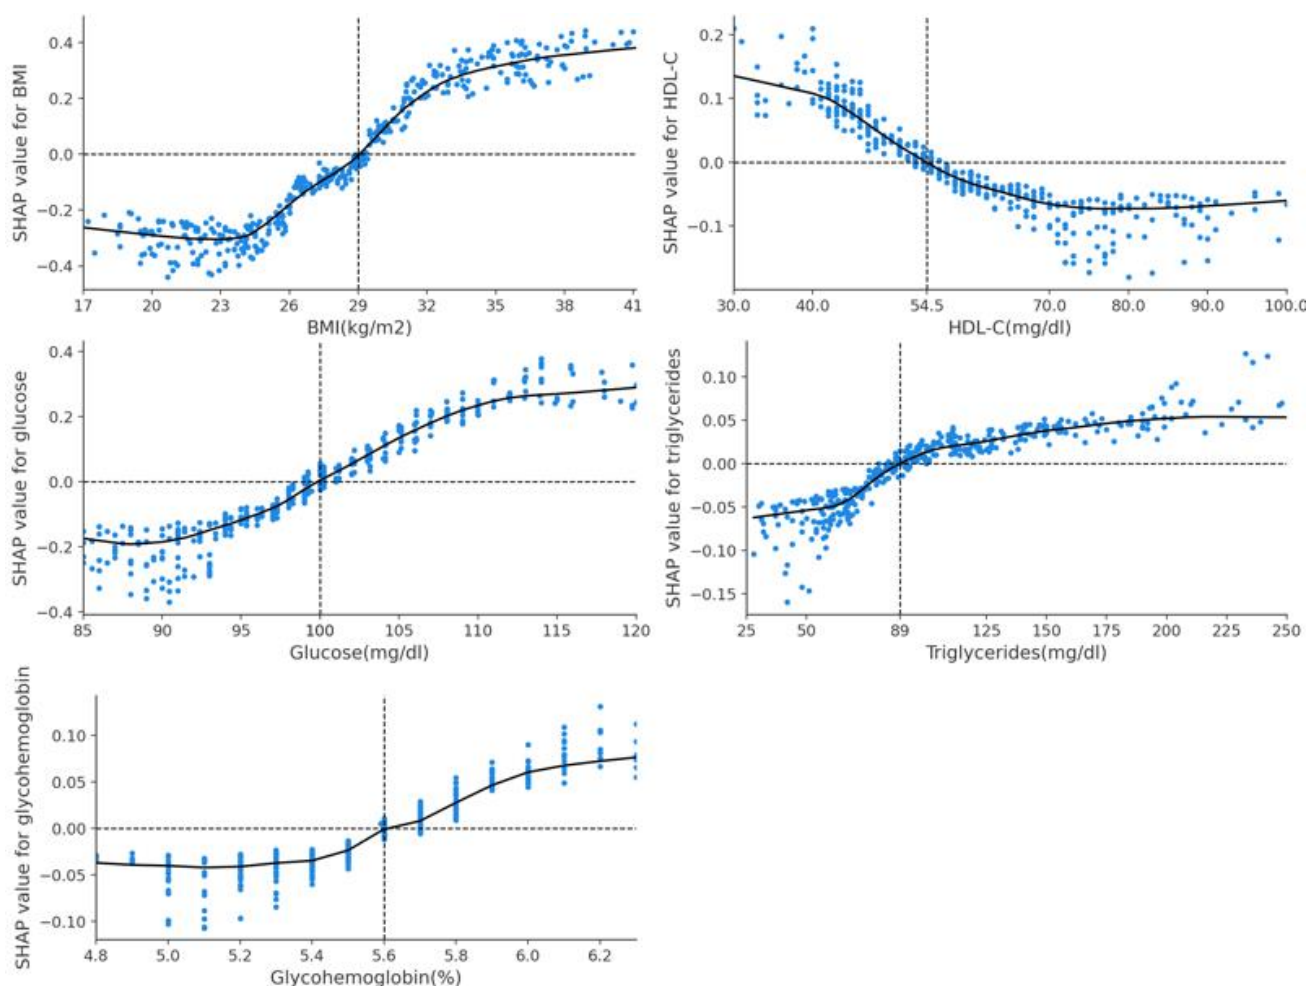 SHAP value for BMI
0.4
0.2
0.0
−0.2
−0.4
17 20 23 26 29 32 35 38 41
BMI(kg/m2)
SHAP value for HDL-C
0.2
0.1
0.0
−0.1
30.0 40.0 54.5 70.0 80.0 90.0 100.0
HDL-C(mg/dl)
SHAP value for glucose
0.4
0.2
0.0
−0.2
−0.4
85 90 95 100 105 110 115 120
Glucose(mg/dl)
SHAP value for triglycerides
0.10
0.05
0.00
−0.05
−0.10
−0.15
25 50 89 125 150 175 200 225 250
Triglycerides(mg/dl)
SHAP value for glycohemoglobin
0.10
0.05
0.00
−0.05
−0.10
4.8 5.0 5.2 5.4 5.6 5.8 6.0 6.2
Glycohemoglobin(%)